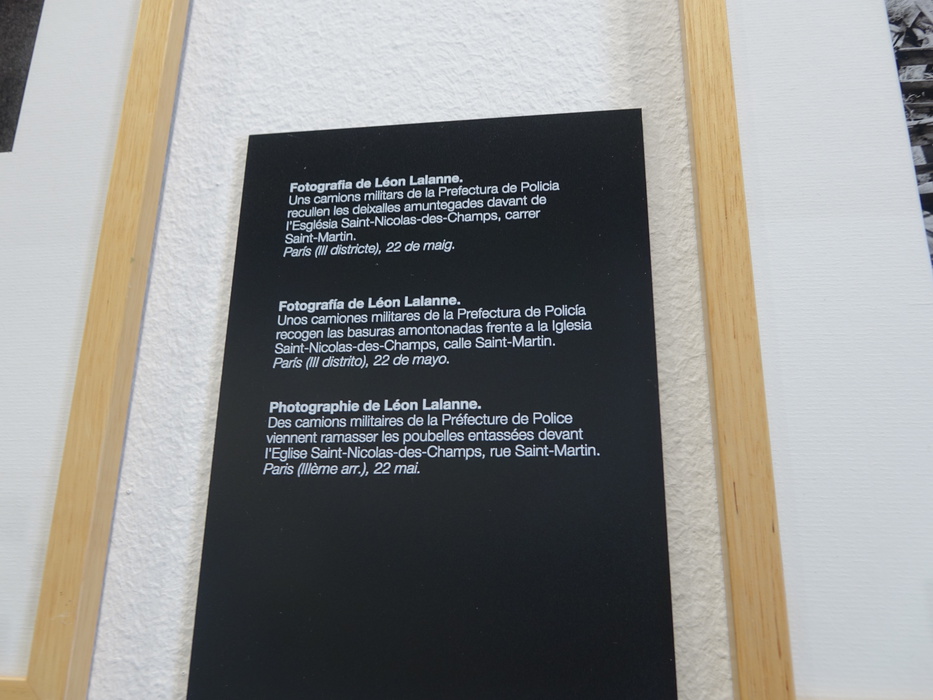 Fotografia de Léon Lalanne.
Uns camions militars de la Prefectura de Policia
recullen les deixalles amuntegades davant de
l'Església Saint-Nicolas-des-Champs, carrer
Saint-Martin.
París (III districte), 22 de maig.
Fotografía de Léon Lalanne.
Unos camiones militares de la Prefectura de Policía
recogen las basuras amontonadas frente a la Iglesia
Saint-Nicolas-des-Champs, calle Saint-Martin.
París (III distrito), 22 de mayo.
Photographie de Léon Lalanne.
Des camions militaires de la Préfecture de Police
viennent ramasser les poubelles entassées devant
l'Eglise Saint-Nicolas-des-Champs, rue Saint-Martin.
Paris (IIIème arr.), 22 mai.